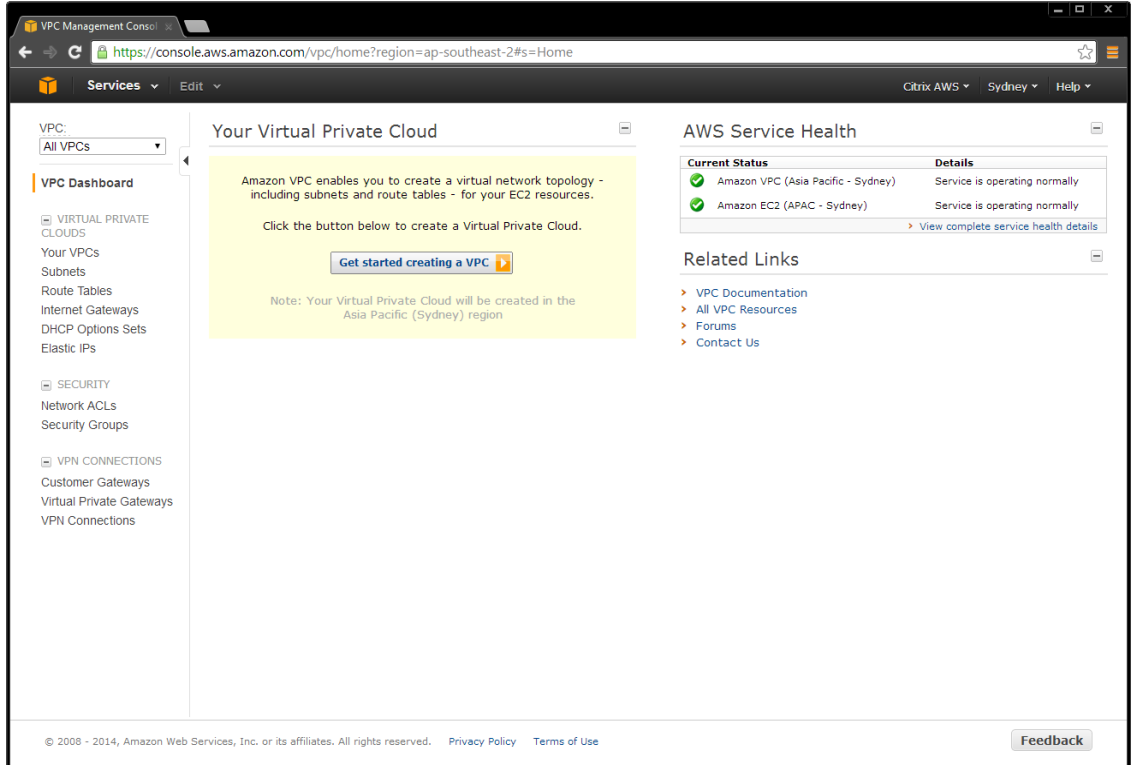 VPC Management Consol
https://console.aws.amazon.com/vpc/home?region=ap-southeast-2#s=Home
Services Edit Citrix AWS Sydney Help
VPC:
All VPCs
VPC Dashboard
VIRTUAL PRIVATE
CLOUDS
Your VPCs
Subnets
Route Tables
Internet Gateways
DHCP Options Sets
Elastic IPs
SECURITY
Network ACLs
Security Groups
VPN CONNECTIONS
Customer Gateways
Virtual Private Gateways
VPN Connections
Your Virtual Private Cloud
Amazon VPC enables you to create a virtual network topology -
including subnets and route tables - for your EC2 resources.
Click the button below to create a Virtual Private Cloud.
Get started creating a VPC
Note: Your Virtual Private Cloud will be created in the
Asia Pacific (Sydney) region
AWS Service Health
Current Status Details
Amazon VPC (Asia Pacific - Sydney) Service is operating normally
Amazon EC2 (APAC - Sydney) Service is operating normally
View complete service health details
Related Links
VPC Documentation
All VPC Resources
Forums
Contact Us
© 2008 - 2014, Amazon Web Services, Inc. or its affiliates. All rights reserved. Privacy Policy Terms of Use
Feedback